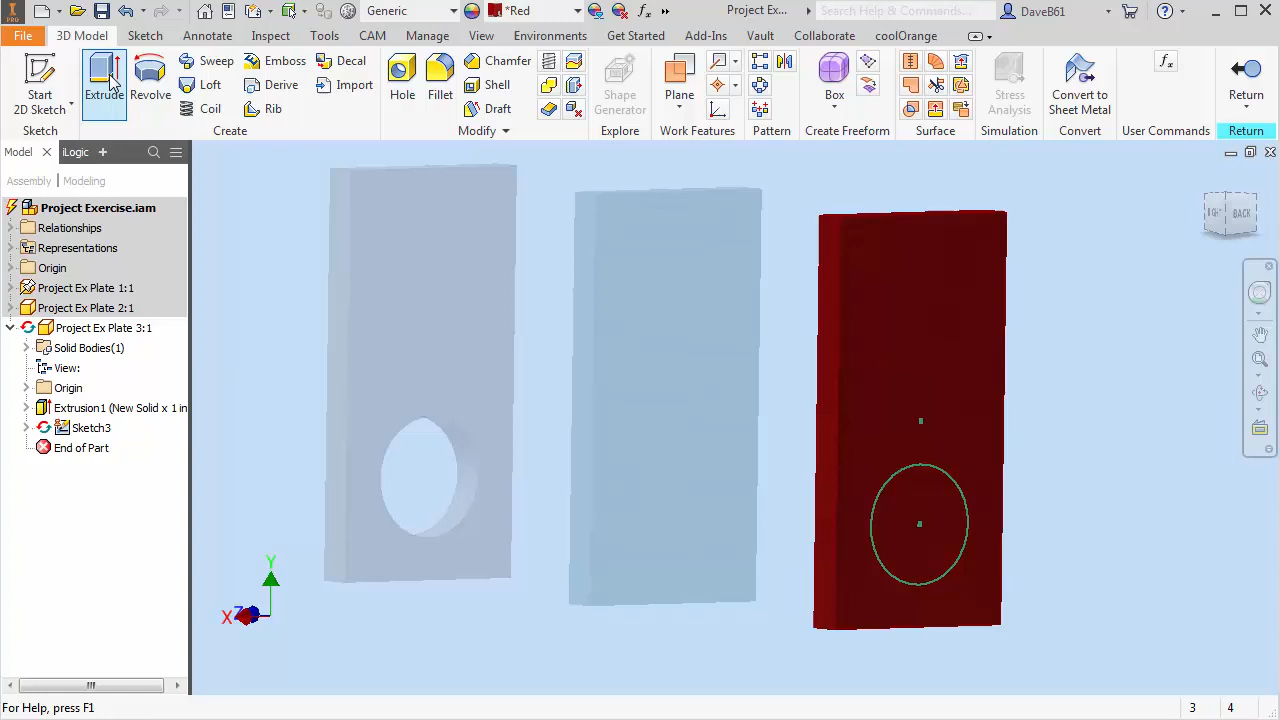 PRO
Generic
*Red
Project Ex...
Search Help & Commands...
DaveB61
File
3D Model
Sketch
Annotate
Inspect
Tools
CAM
Manage
View
Environments
Get Started
Add-Ins
Vault
Collaborate
coolOrange
Start
2D Sketch
Extrude
Revolve
Sweep
Loft
Coil
Emboss
Derive
Rib
Decal
Import
Hole
Fillet
Chamfer
Shell
Draft
Shape
Generator
Plane
Box
Stress
Analysis
Convert to
Sheet Metal
fx
Return
Sketch
Create
Modify
Explore
Work Features
Pattern
Create Freeform
Surface
Simulation
Convert
User Commands
Return
Model
iLogic
Assembly
Modeling
Project Exercise.iam
Relationships
Representations
Origin
Project Ex Plate 1:1
Project Ex Plate 2:1
Project Ex Plate 3:1
Solid Bodies(1)
View:
Origin
Extrusion1 (New Solid x 1 in
Sketch3
End of Part
BACK
Y
X
Z
For Help, press F1
3
4